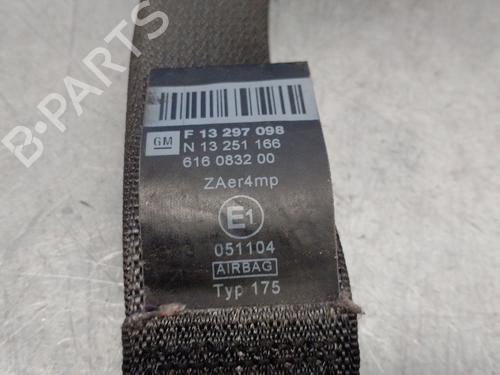 F 13 297 098
GM N 13 251 166
616 0832 00
ZAer4mp
E1
051104
AIRBAG
Typ 175
B-PARTS